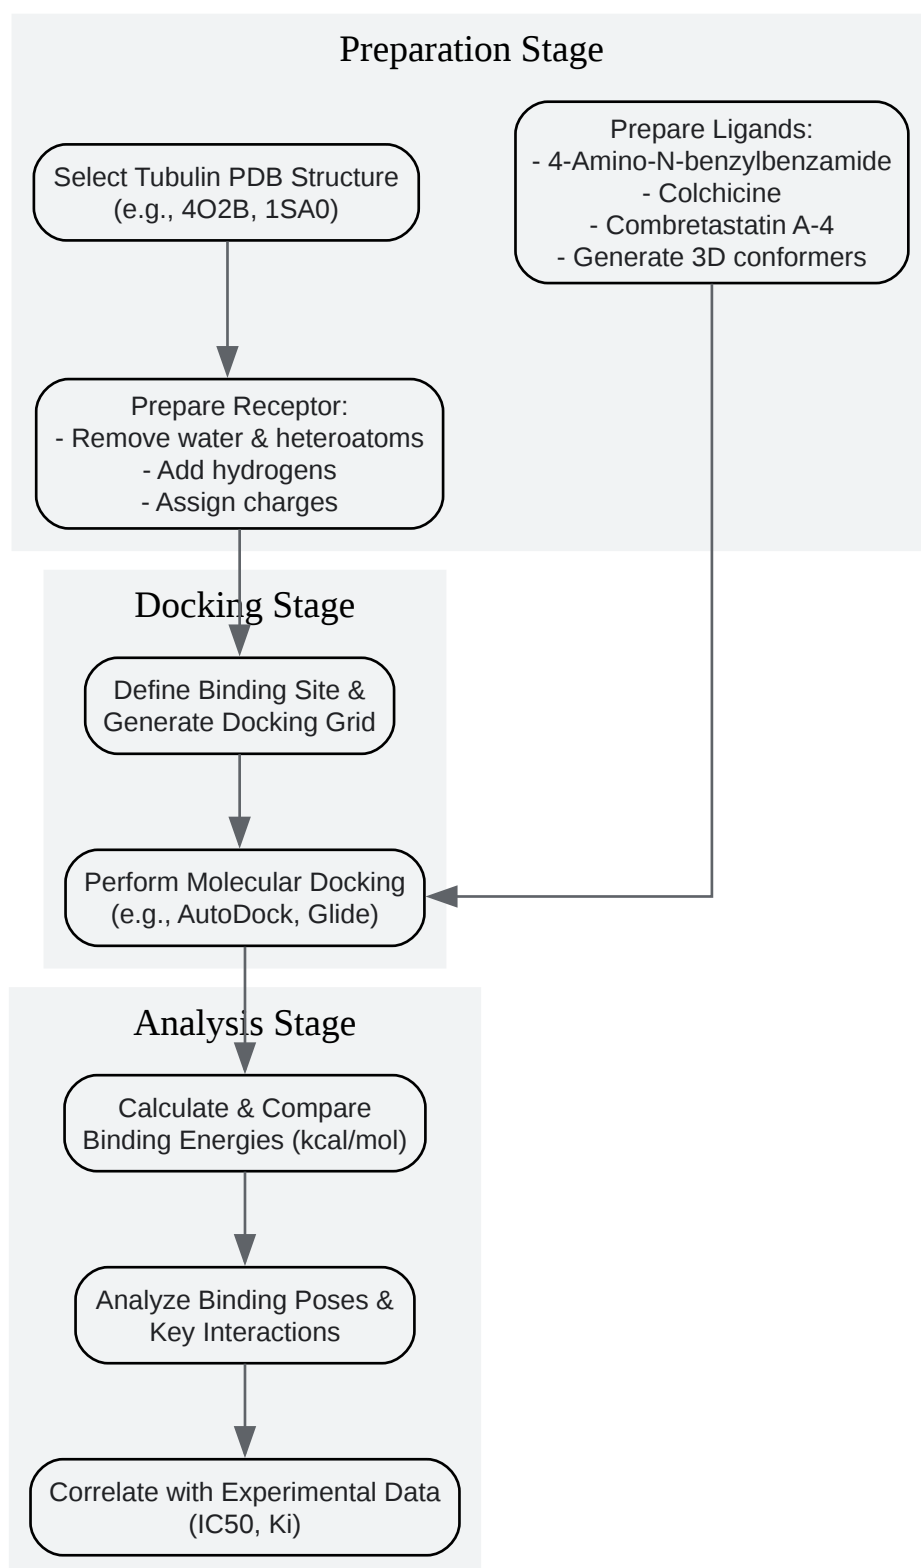 Preparation Stage
Select Tubulin PDB Structure
(e.g., 4O2B, 1SA0)
Prepare Ligands:
- 4-Amino-N-benzylbenzamide
- Colchicine
- Combretastatin A-4
- Generate 3D conformers
Prepare Receptor:
- Remove water & heteroatoms
- Add hydrogens
- Assign charges
Docking Stage
Define Binding Site &
Generate Docking Grid
Perform Molecular Docking
(e.g., AutoDock, Glide)
Analysis Stage
Calculate & Compare
Binding Energies (kcal/mol)
Analyze Binding Poses &
Key Interactions
Correlate with Experimental Data
(IC50, Ki)